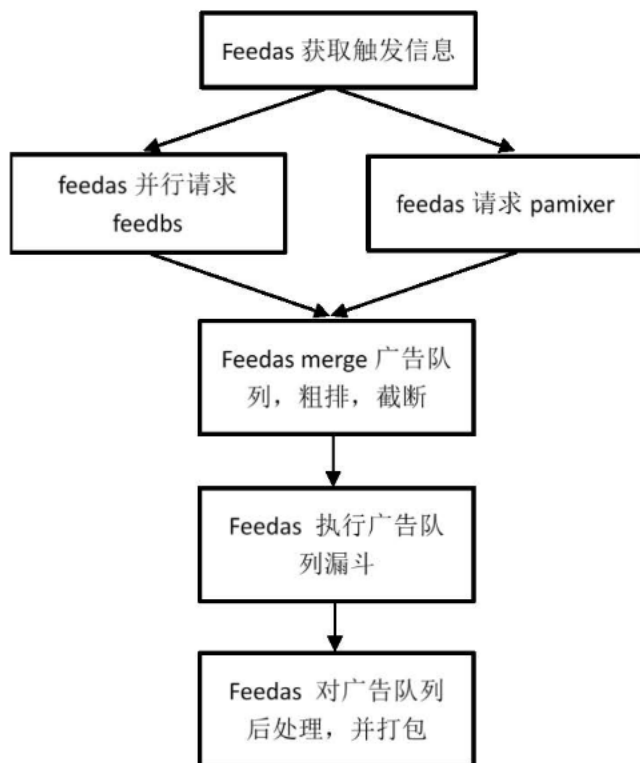 Feedas 获取触发信息
feedas 并行请求
feedbs
feedas 请求 pamixer
Feedas merge 广告队
列，粗排，截断
Feedas 执行广告队
列漏斗
Feedas 对广告队列
后处理，并打包